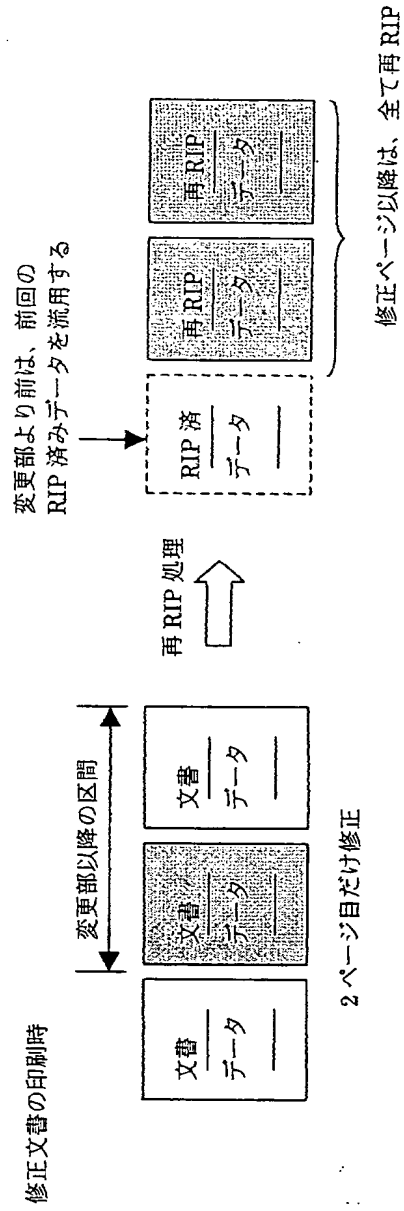 修正文書の印刷時
変更部以降の区間
文書
データ
文書
データ
文書
データ
2ページ目だけ修正
再RIP処理
変更部より前は、前回の
RIP済みデータを流用する
RIP済
データ
再RIP
データ
再RIP
データ
修正ページ以降は、全て再RIP